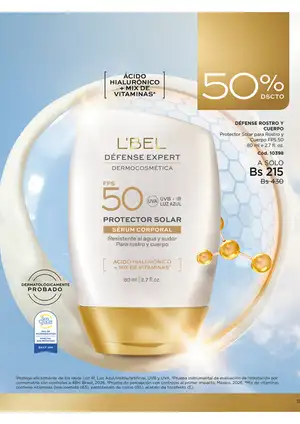 ÁCIDO
HIALURÓNICO
+ MIX DE
VITAMINAS*
50%
DSCTO
DÉFENSE ROSTRO Y
CUERPO
Protector Solar para Rostro y
Cuerpo FPS 50
80 ml e 2.7 fl. oz.
Cód. 10398
A SOLO
Bs 215
Bs 430
L'BEL
DÉFENSE EXPERT
DERMOCOSMÉTICA
FPS
50
UVA
UVB + IR
LUZ AZUL
PROTECTOR SOLAR
SÉRUM CORPORAL
Resistente al agua y sudor
Para rostro y cuerpo
ÁCIDO HIALURÓNICO
+ MIX DE VITAMINAS*
80 ml / 2.7 fl. oz.
DERMATOLÓGICAMENTE
PROBADO